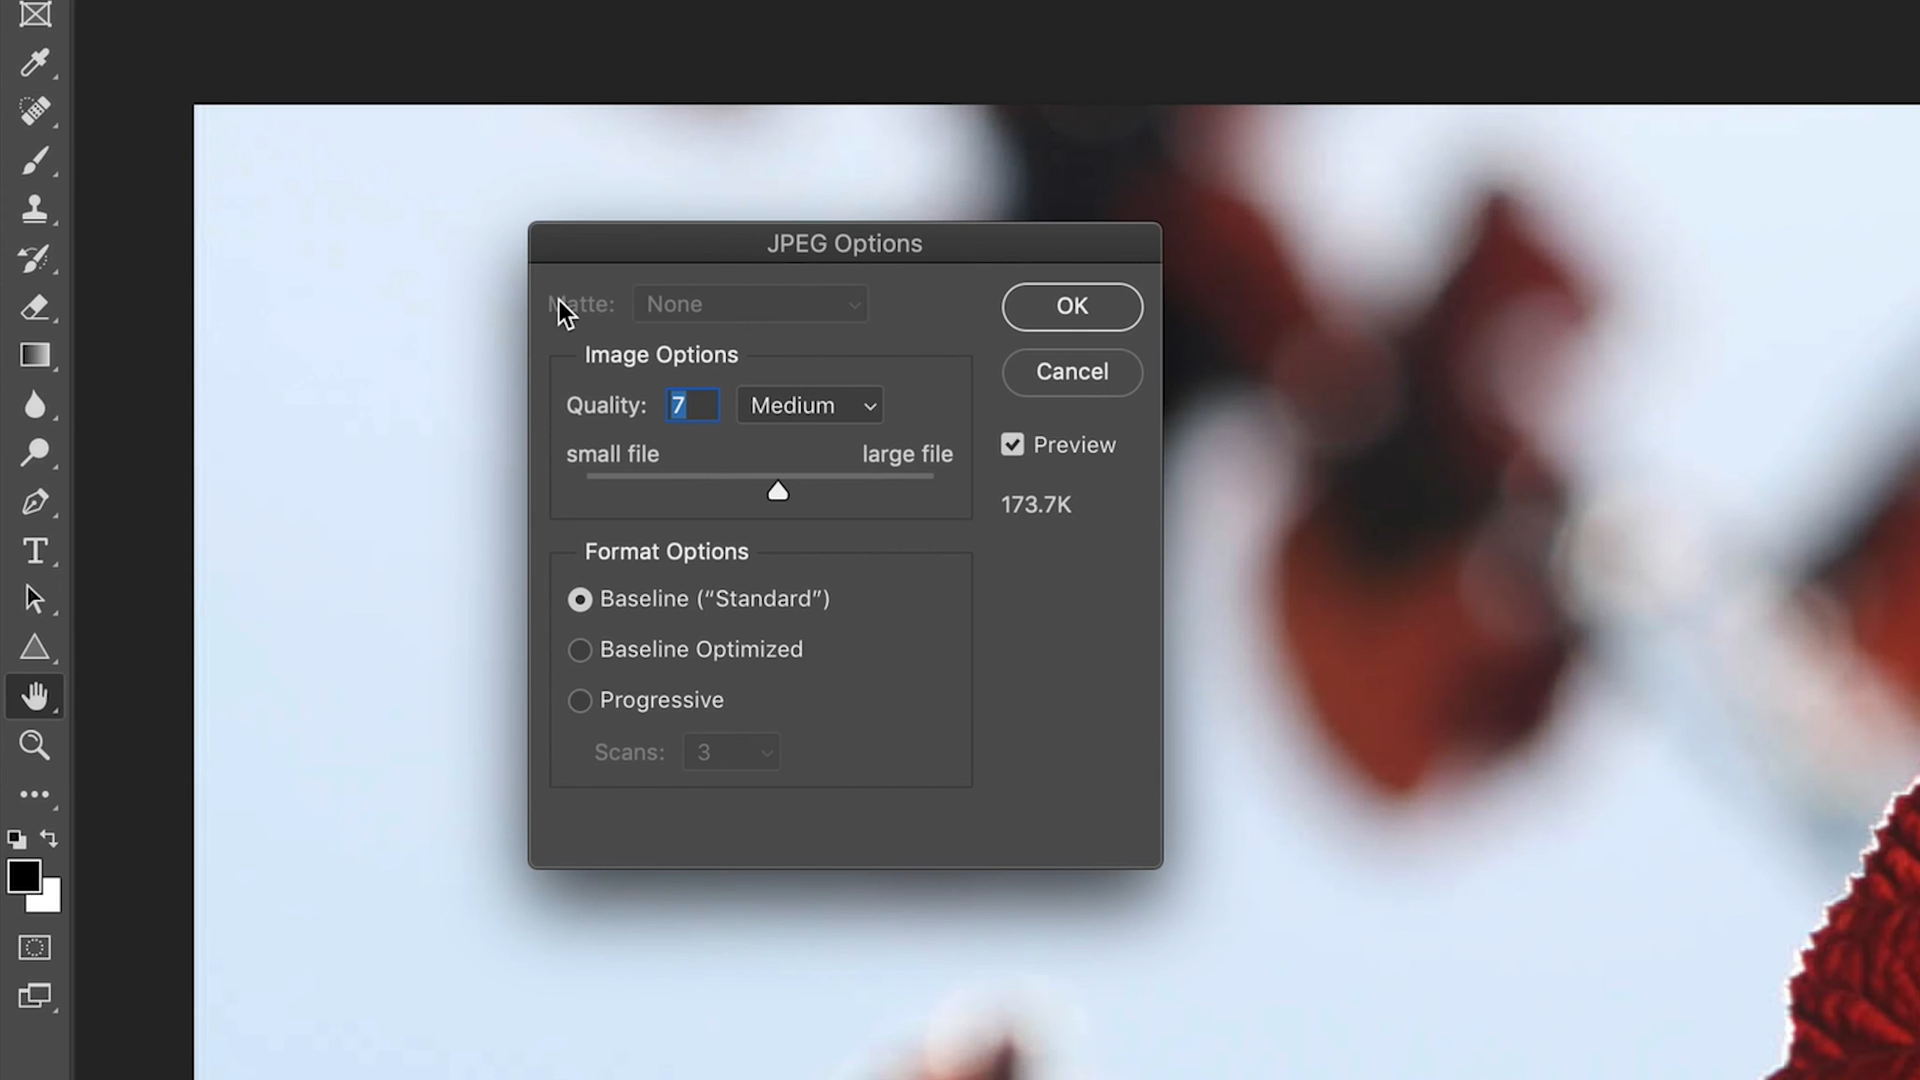 JPEG Options
Matte: None
OK
Image Options
Cancel
Quality: 7 Medium
Preview
small file large file
173.7K
Format Options
Baseline (“Standard”)
Baseline Optimized
Progressive
Scans: 3